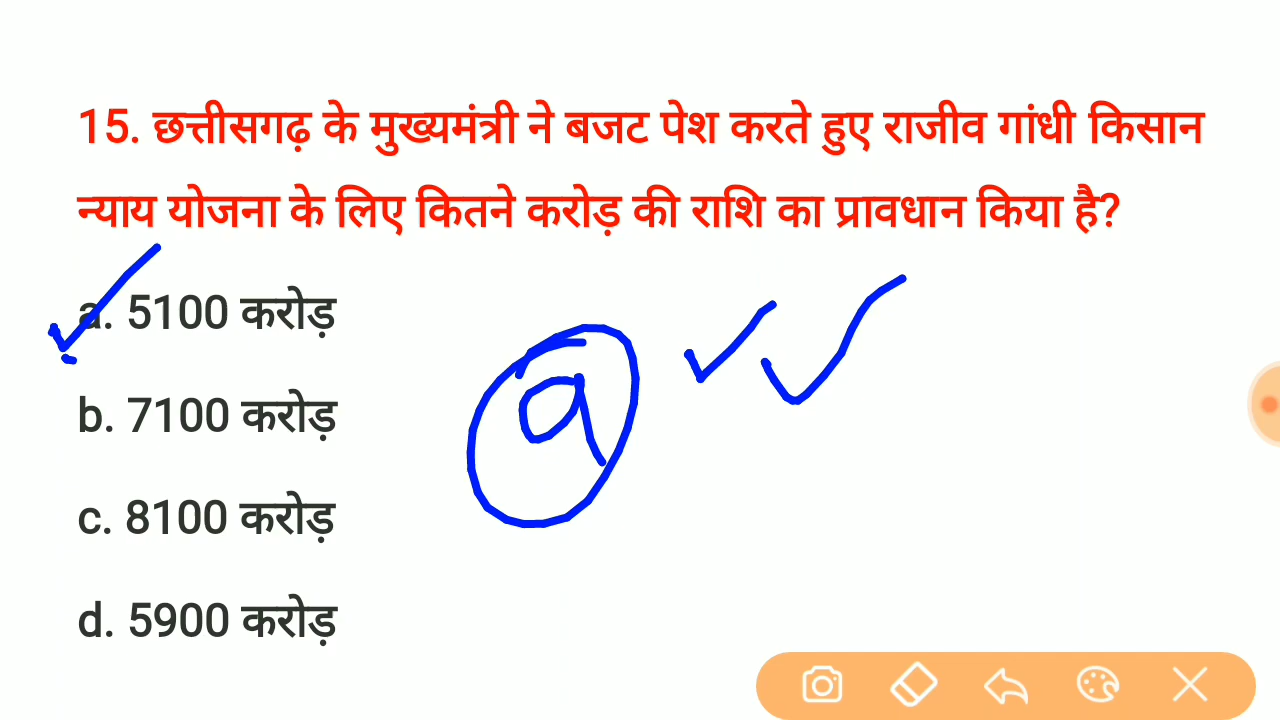 15. छत्तीसगढ़ के मुख्यमंत्री ने बजट पेश करते हुए राजीव गांधी किसान
न्याय योजना के लिए कितने करोड़ की राशि का प्रावधान किया है?
a. 5100 करोड़
b. 7100 करोड़
a
c. 8100 करोड़
d. 5900 करोड़